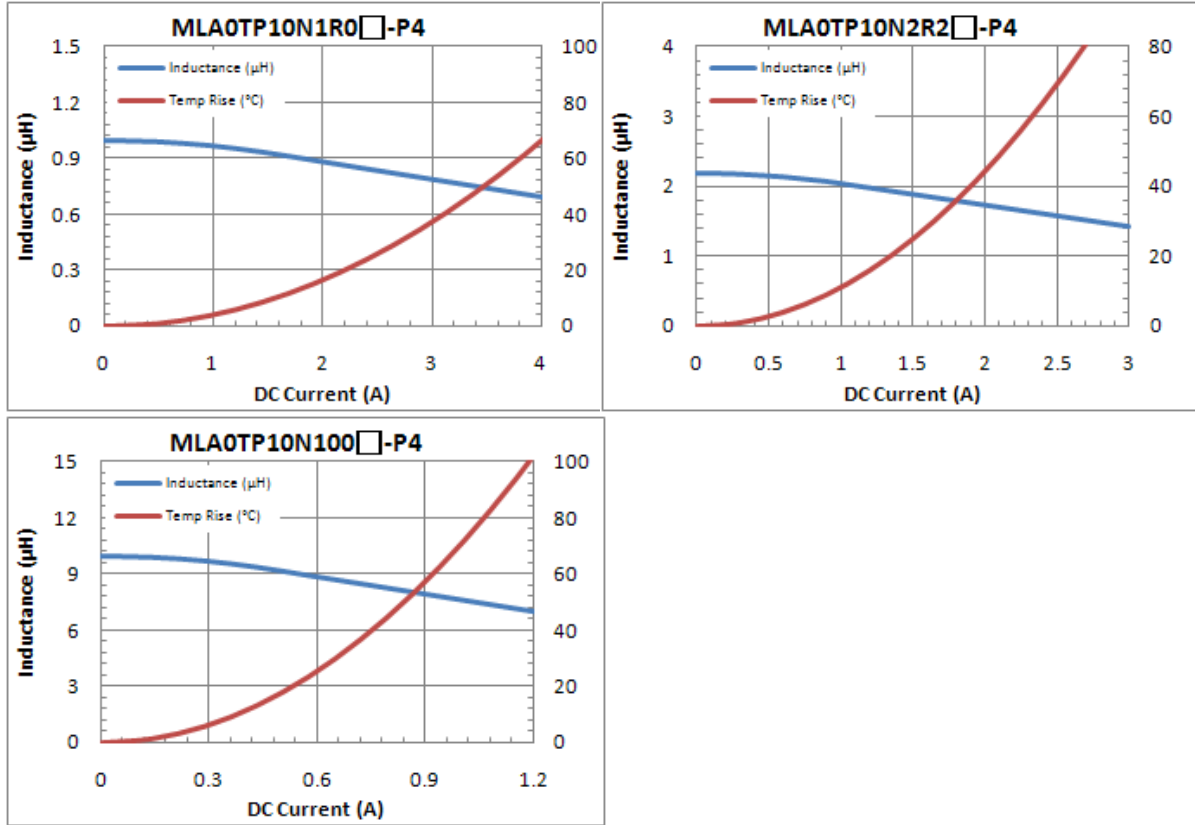 MLA0TP10N1R0□-P4
Inductance (µH)
Temp Rise (°C)
1.5
1.2
0.9
0.6
0.3
0
Inductance (µH)
100
80
60
40
20
0
0 1 2 3 4
DC Current (A)
MLA0TP10N2R2□-P4
Inductance (µH)
Temp Rise (°C)
4
3
2
1
0
Inductance (µH)
80
60
40
20
0
0 0.5 1 1.5 2 2.5 3
DC Current (A)
MLA0TP10N100□-P4
Inductance (µH)
Temp Rise (°C)
15
12
9
6
3
0
Inductance (µH)
100
80
60
40
20
0
0 0.3 0.6 0.9 1.2
DC Current (A)